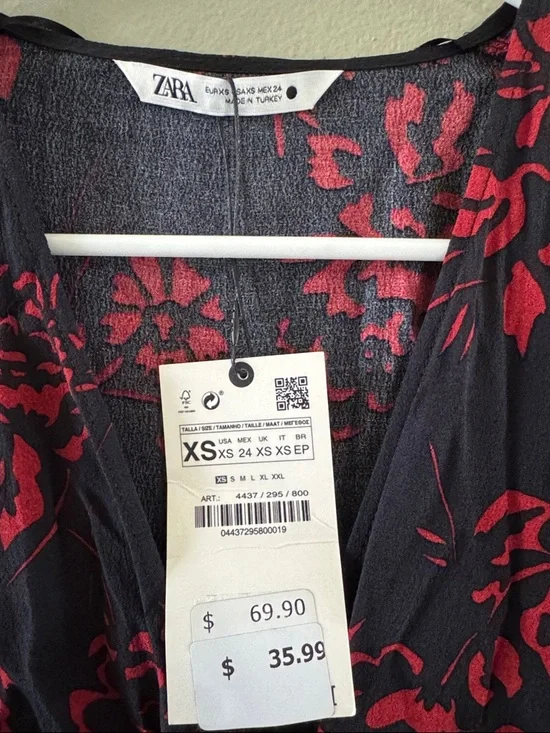 ZARA
EUR XS USA XS MEX 24
MADE IN TURKEY
FSC
TALLA / SIZE / TAMANHO / TAILLE / MAAT / ΜΕΓΕΘΟΣ
XS
USA MEX UK IT BR
XS 24 XS XS EP
XS S M L XL XXL
ART.: 4437 / 295 / 800
04437295800019
$ 69.90
$ 35.99